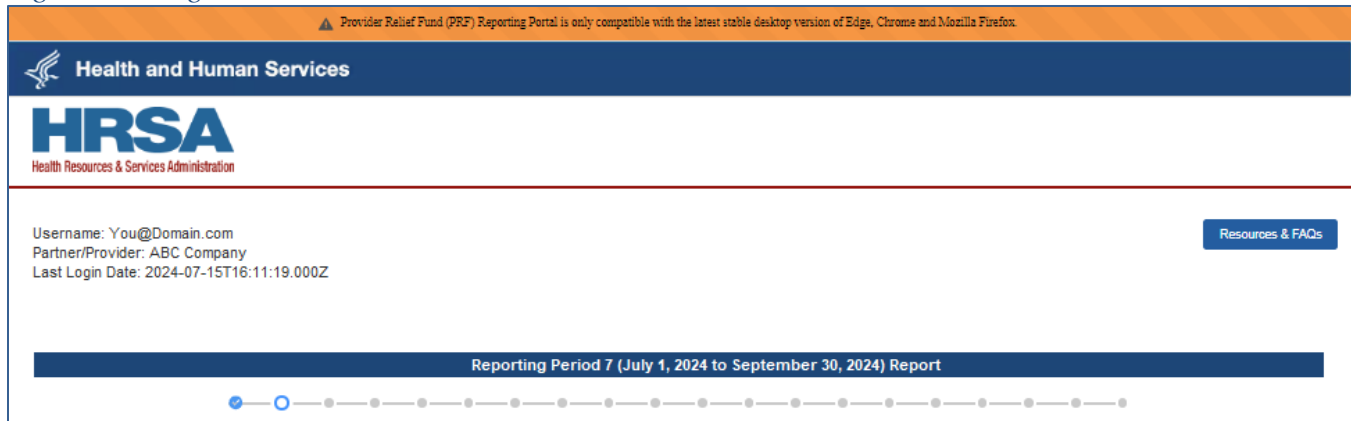 Provider Relief Fund (PRF) Reporting Portal is only compatible with the latest stable desktop version of Edge, Chrome and Mozilla Firefox.
Health and Human Services
HRSA
Health Resources & Services Administration
Username: You@Domain.com
Resources & FAQs
Partner/Provider: ABC Company
Last Login Date: 2024-07-15T16:11:19.000Z
Reporting Period 7 (July 1, 2024 to September 30, 2024) Report